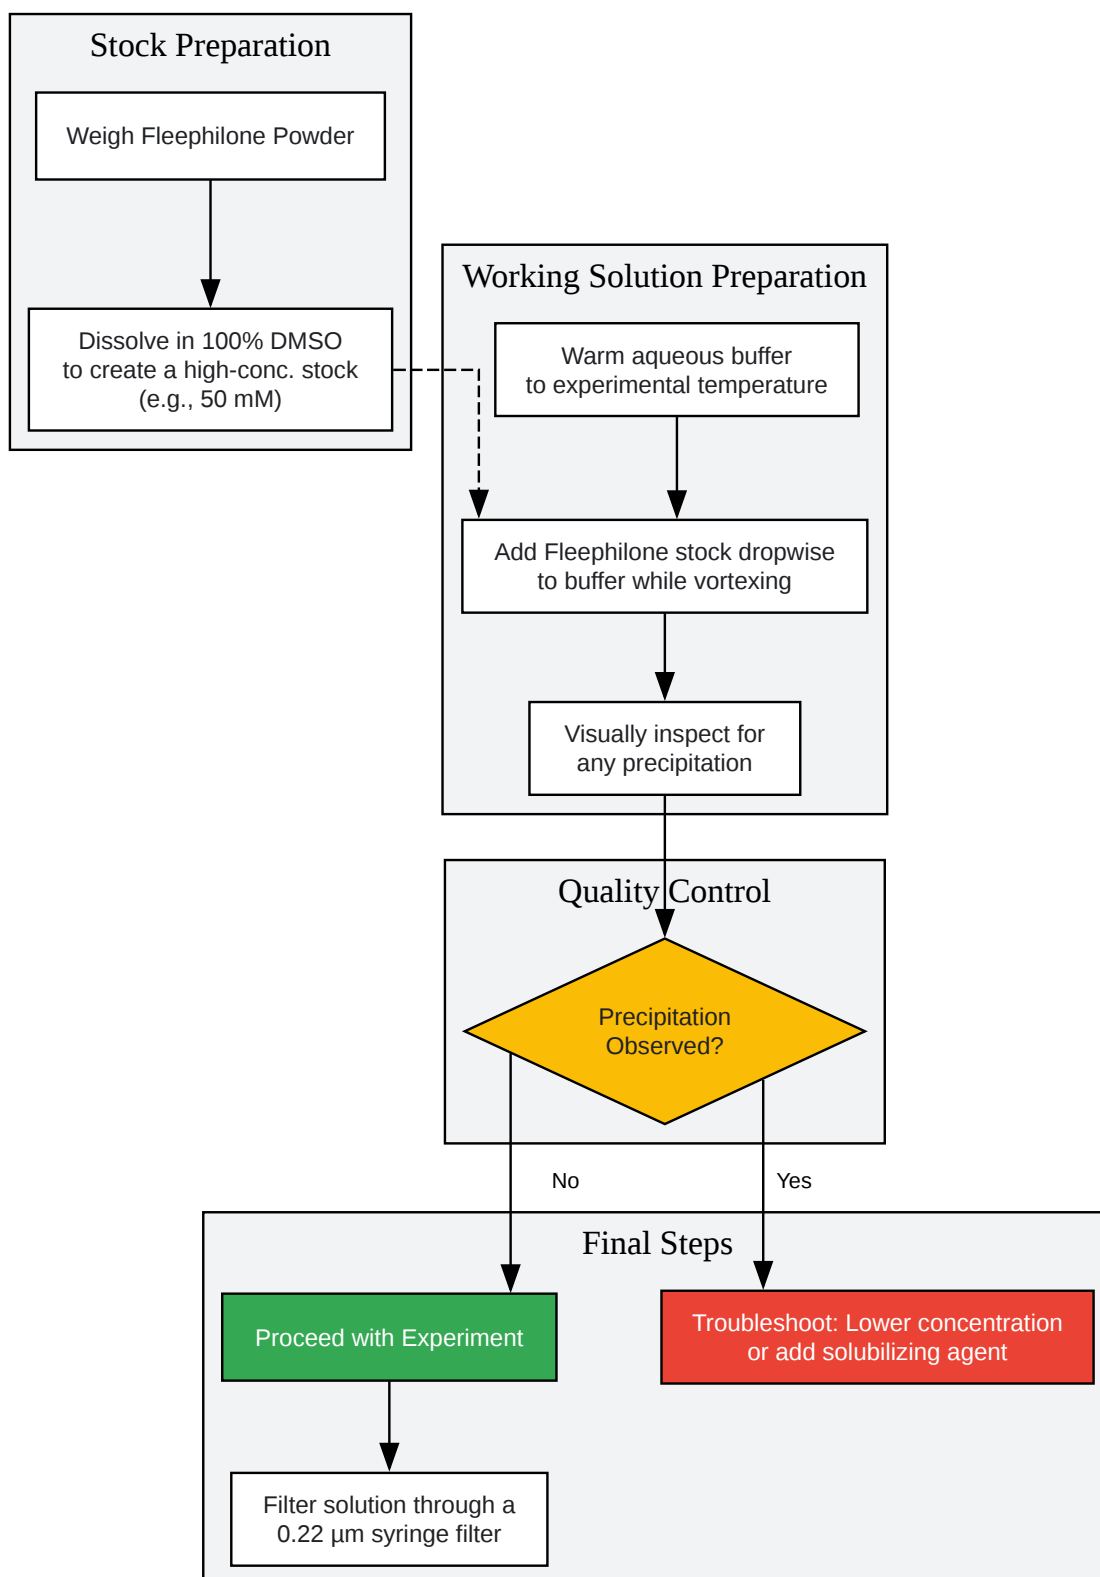 Stock Preparation
Weigh Fleephilone Powder
Dissolve in 100% DMSO
to create a high-conc. stock
(e.g., 50 mM)
Working Solution Preparation
Warm aqueous buffer
to experimental temperature
Add Fleephilone stock dropwise
to buffer while vortexing
Visually inspect for
any precipitation
Quality Control
Precipitation
Observed?
No
Yes
Final Steps
Proceed with Experiment
Troubleshoot: Lower concentration
or add solubilizing agent
Filter solution through a
0.22 µm syringe filter